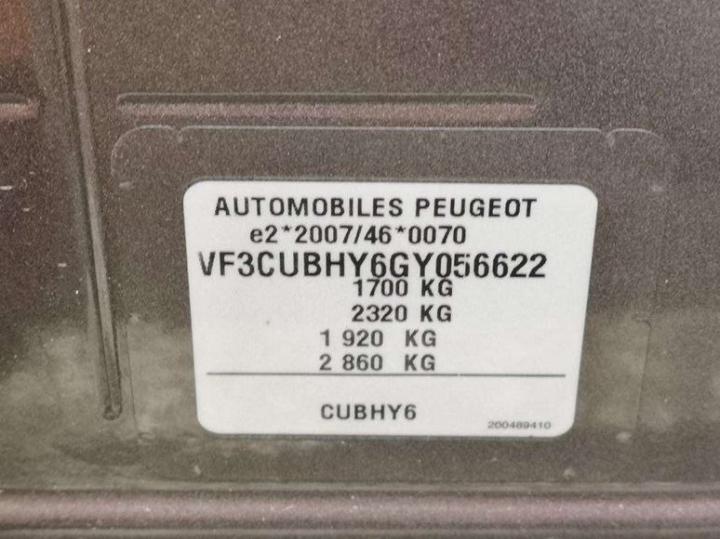 AUTOMOBILES PEUGEOT
e2*2007/46*0070
VF3CUBHY6GY056622
1700 KG
2320 KG
1 920 KG
2 860 KG
CUBHY6
200489410